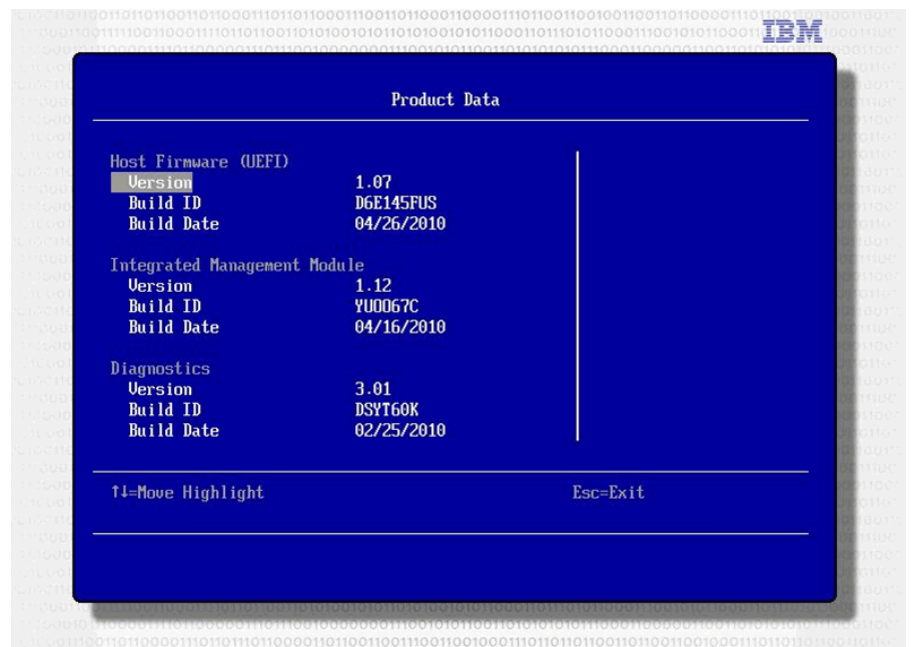 IBM
Product Data
Host Firmware (UEFI)
Version 1.07
Build ID D6E145FUS
Build Date 04/26/2010
Integrated Management Module
Version 1.12
Build ID YUOO67C
Build Date 04/16/2010
Diagnostics
Version 3.01
Build ID DSYT60K
Build Date 02/25/2010
↑↓=Move Highlight Esc=Exit